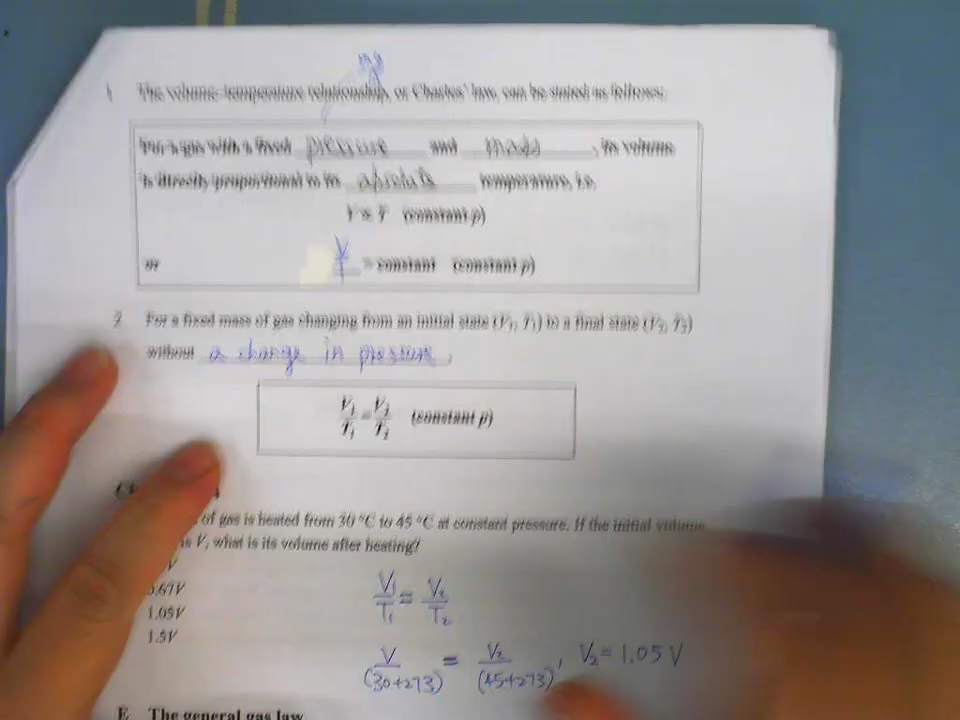 1 The volume-temperature relationship, or Charles' law, can be stated as follows:
For a gas with a fixed pressure and mass, its volume
is directly proportional to its absolute temperature, i.e.
V ∝ T (constant p)
or V/T = constant (constant p)
2 For a fixed mass of gas changing from an initial state (V₁, T₁) to a final state (V₂, T₂)
without a change in pressure,
V₁/T₁ = V₂/T₂ (constant p)
of gas is heated from 30 °C to 45 °C at constant pressure. If the initial volume
is V, what is its volume after heating?
V
0.67V
1.05V
1.5V
V₁/T₁ = V₂/T₂
V/(30+273) = V₂/(45+273), V₂ = 1.05 V
E The general gas law